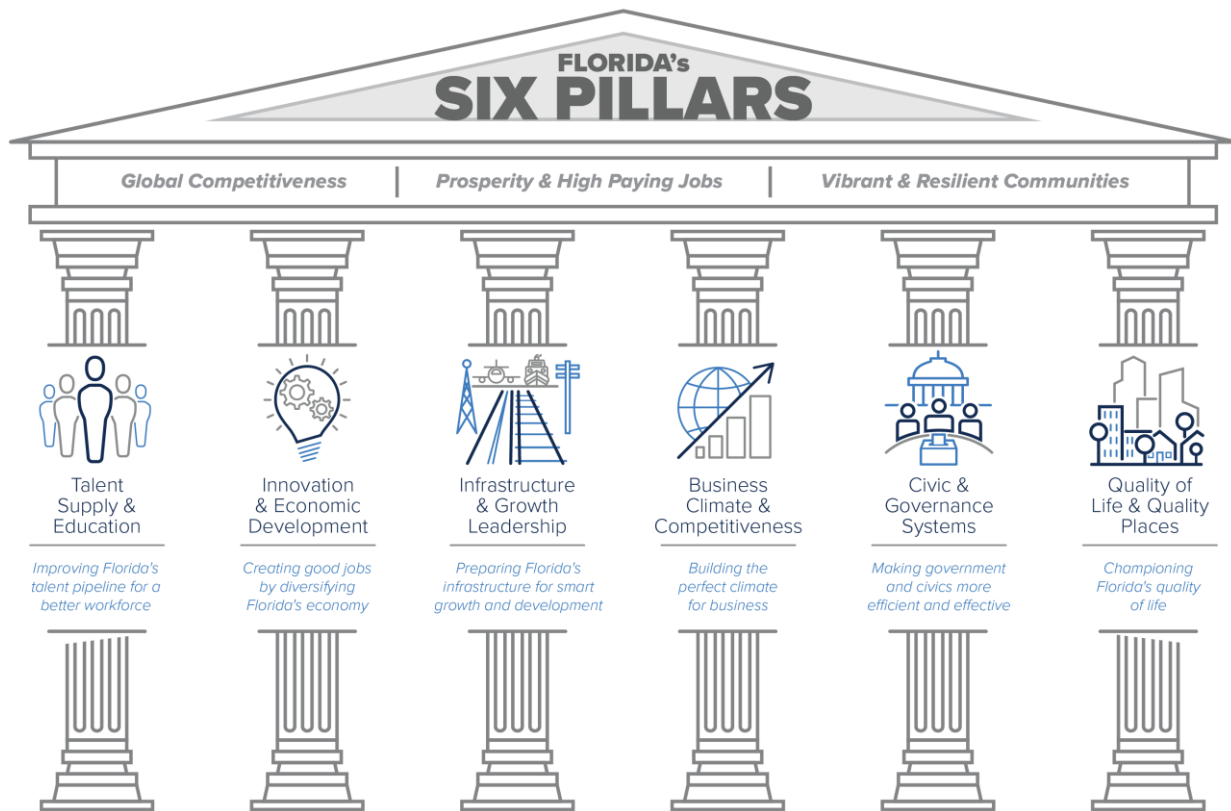 FLORIDA's
SIX PILLARS
Global Competitiveness | Prosperity & High Paying Jobs | Vibrant & Resilient Communities
Talent
Supply &
Education
Improving Florida's
talent pipeline for a
better workforce
Innovation
& Economic
Development
Creating good jobs
by diversifying
Florida's economy
Infrastructure
& Growth
Leadership
Preparing Florida's
infrastructure for smart
growth and development
Business
Climate &
Competitiveness
Building the
perfect climate
for business
Civic &
Governance
Systems
Making government
and civics more
efficient and effective
Quality of
Life & Quality
Places
Championing
Florida's quality
of life